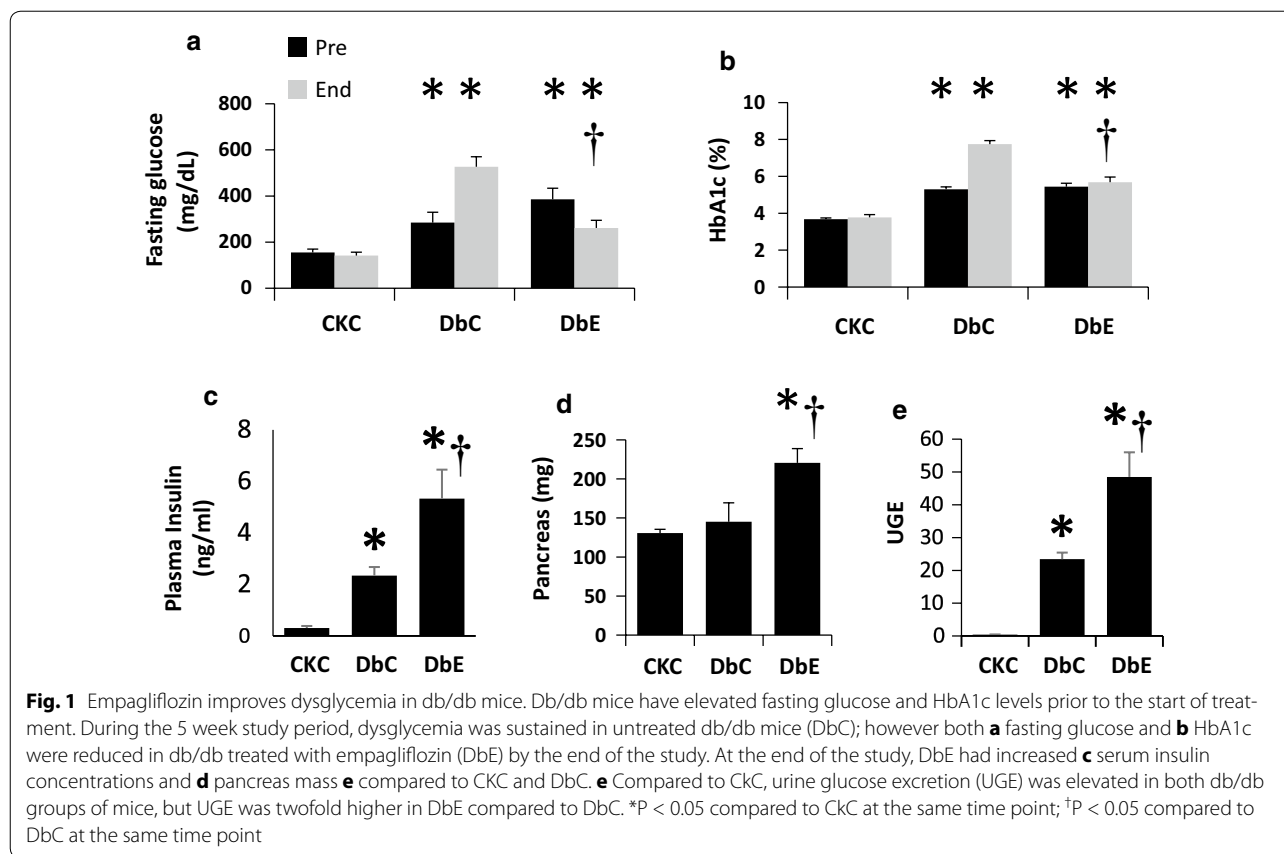 a
Pre
End
* * * *
†
800
600
400
200
0
Fasting glucose
(mg/dL)
CKC DbC DbE
b
* * * *
†
10
8
6
4
2
0
HbA1c (%)
CKC DbC DbE
c
*†
*
8
6
4
2
0
Plasma Insulin
(ng/ml)
CKC DbC DbE
d
*†
250
200
150
100
50
0
Pancreas (mg)
CKC DbC DbE
e
*†
*
60
50
40
30
20
10
0
UGE
CKC DbC DbE
Fig. 1 Empagliflozin improves dysglycemia in db/db mice. Db/db mice have elevated fasting glucose and HbA1c levels prior to the start of treat-
ment. During the 5 week study period, dysglycemia was sustained in untreated db/db mice (DbC); however both a fasting glucose and b HbA1c
were reduced in db/db treated with empagliflozin (DbE) by the end of the study. At the end of the study, DbE had increased c serum insulin
concentrations and d pancreas mass e compared to CKC and DbC. e Compared to CkC, urine glucose excretion (UGE) was elevated in both db/db
groups of mice, but UGE was twofold higher in DbE compared to DbC. *P < 0.05 compared to CkC at the same time point; †P < 0.05 compared to
DbC at the same time point